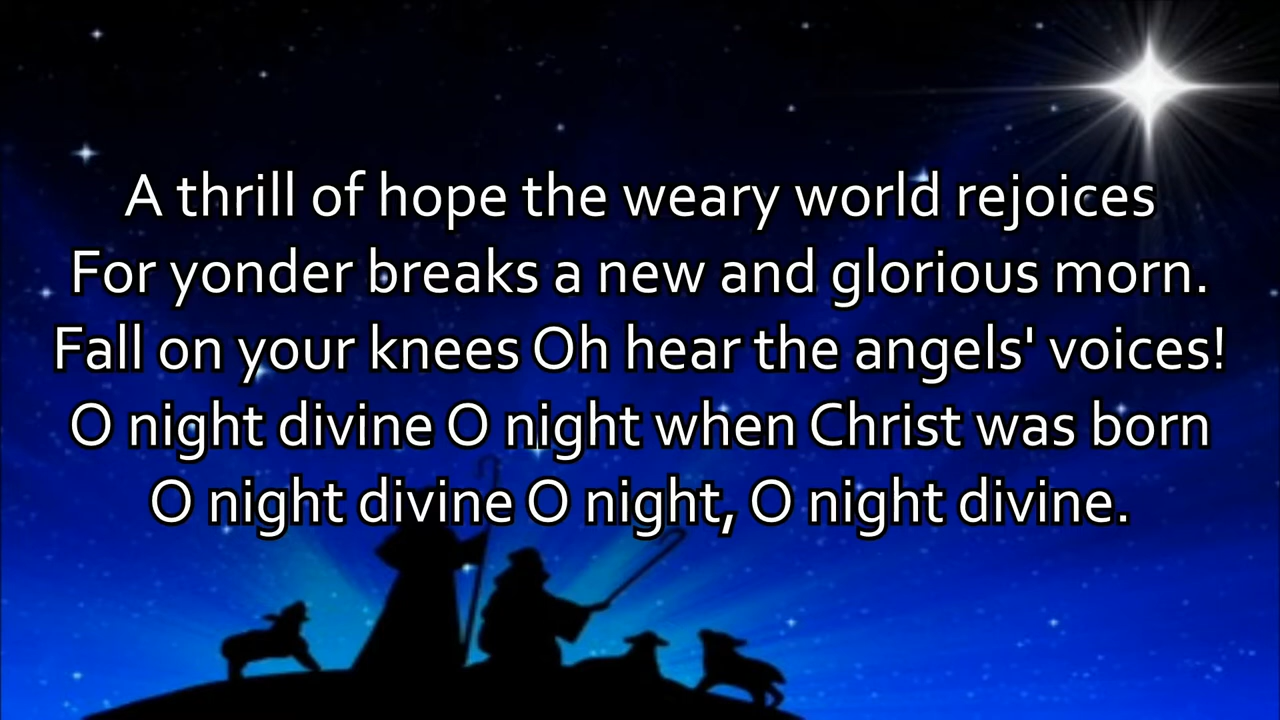 A thrill of hope the weary world rejoices
For yonder breaks a new and glorious morn.
Fall on your knees Oh hear the angels' voices!
O night divine O night when Christ was born
O night divine O night, O night divine.